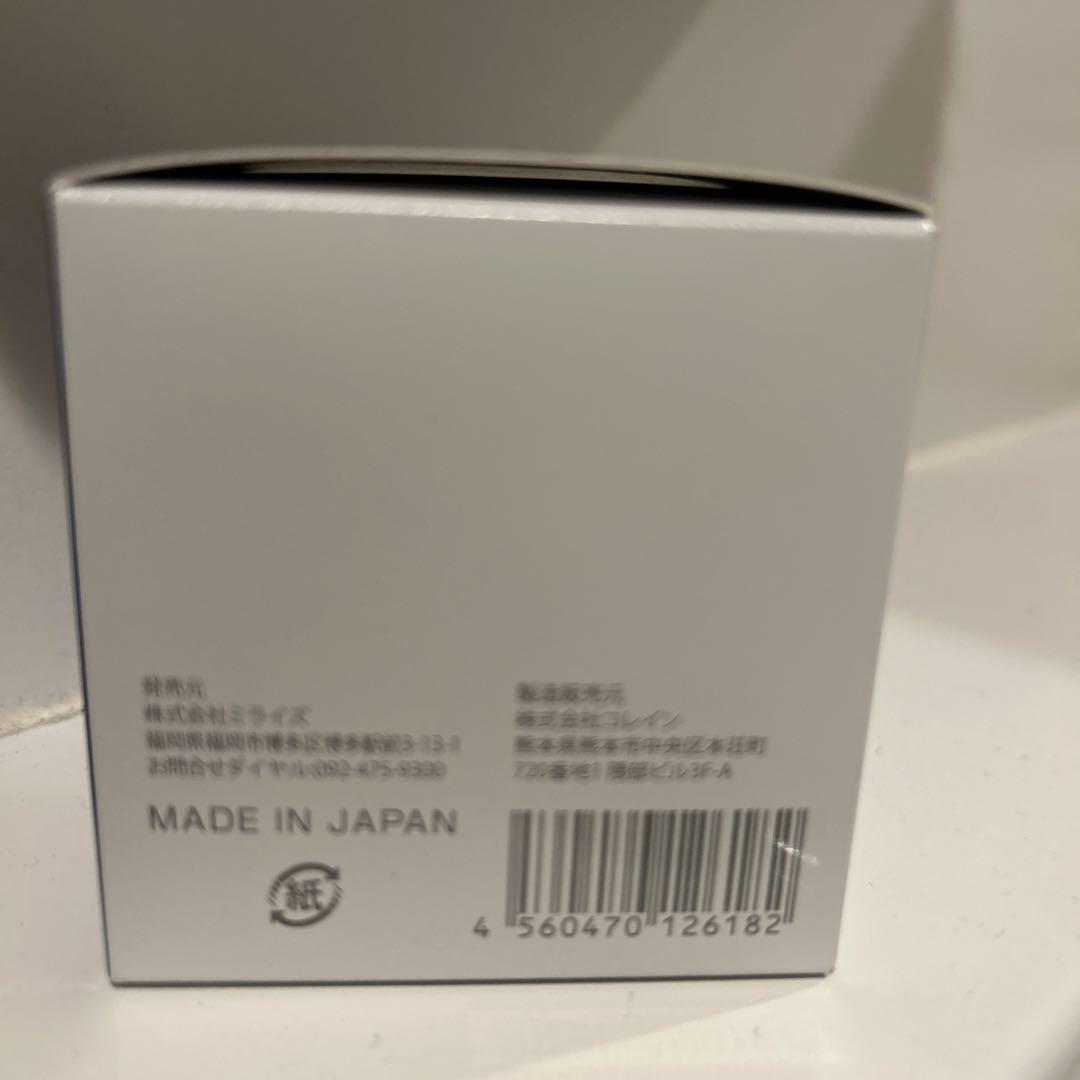 発売元
株式会社ミライズ
福岡県福岡市博多区博多駅前3-13-1
お問合せダイヤル:092-475-9300
MADE IN JAPAN
紙
製造販売元
株式会社コレイン
熊本県熊本市中央区本荘町
720番地1 隈部ビル3F-A
4 560470 126182